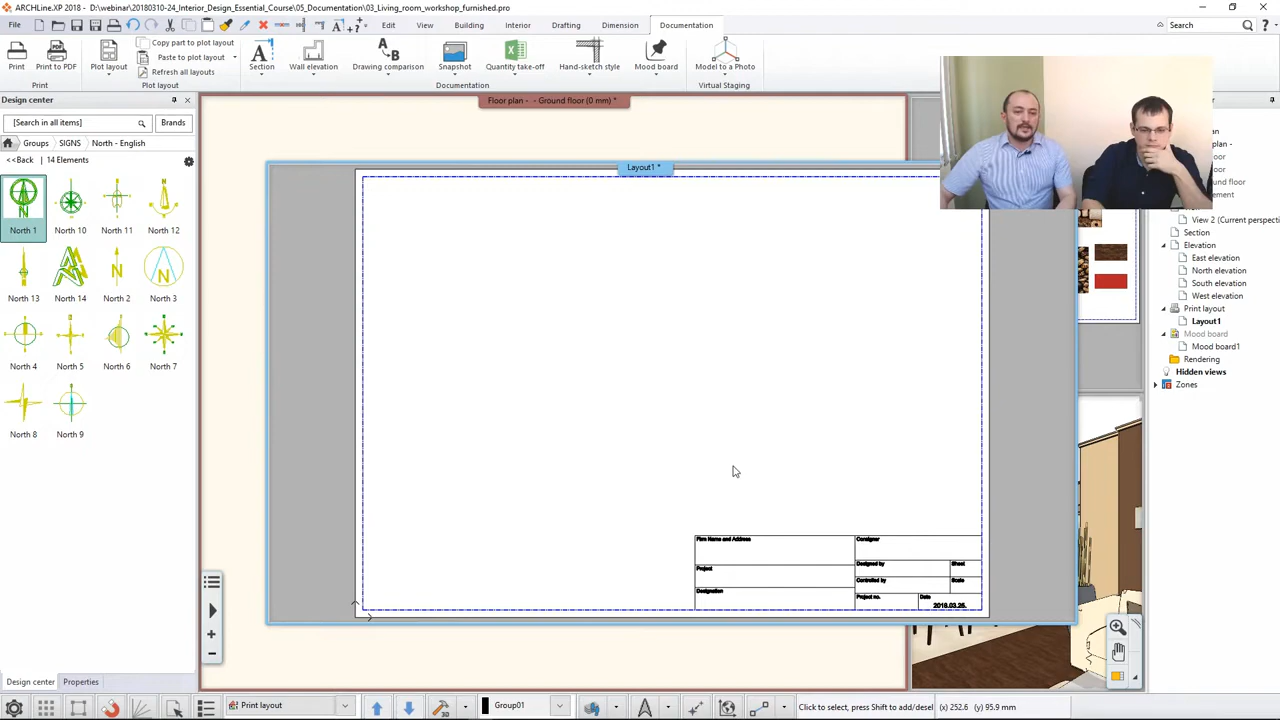 ARCHLine.XP 2018 - D:\webinar\20180310-24_Interior_Design_Essential_Course\05_Documentation\03_Living_room_workshop_furnished.pro
File
Edit
View
Building
Interior
Drafting
Dimension
Documentation
Search
Print
Print to PDF
Plot layout
Copy part to plot layout
Paste to plot layout
Refresh all layouts
Section
Wall elevation
Drawing comparison
Snapshot
Quantity take-off
Hand-sketch style
Mood board
Model to a Photo
Print
Plot layout
Documentation
Virtual Staging
Design center
[Search in all items]
Brands
Groups
SIGNS
North - English
<<Back
14 Elements
North 1
North 10
North 11
North 12
North 13
North 14
North 2
North 3
North 4
North 5
North 6
North 7
North 8
North 9
Floor plan - - Ground floor (0 mm) *
Layout1 *
Firm Name and Address
Consigner
Project
Designed by
Sheet
Controlled by
Scale
Designation
Project no.
Date
2018.03.25.
View 2 (Current perspecti
Section
Elevation
East elevation
North elevation
South elevation
West elevation
Print layout
Layout1
Mood board
Mood board1
Rendering
Hidden views
Zones
Design center
Properties
Print layout
Group01
Click to select, press Shift to add/desel
(x) 252.6 (y) 95.9 mm